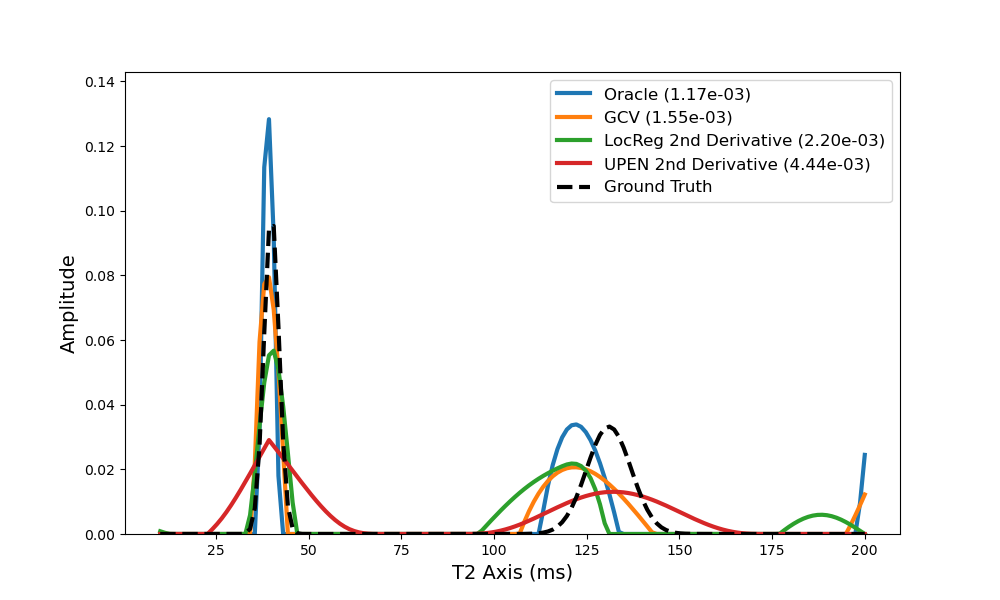 0.14
0.12
0.10
0.08
0.06
0.04
0.02
0.00
Amplitude
25
50
75
100
125
150
175
200
T2 Axis (ms)
Oracle (1.17e-03)
GCV (1.55e-03)
LocReg 2nd Derivative (2.20e-03)
UPEN 2nd Derivative (4.44e-03)
Ground Truth